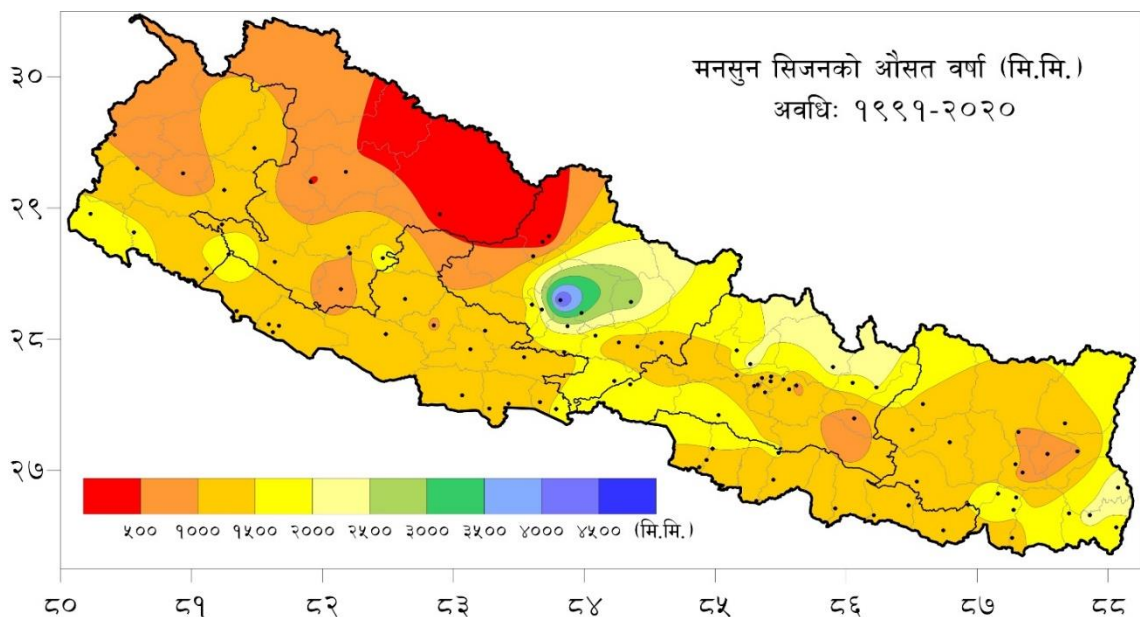 मनसुन सिजनको औसत वर्षा (मि.मि.)
अवधिः १९९१-२०२०
३०
२९
२८
२७
५०० १००० १५०० २००० २५०० ३००० ३५०० ४००० ४५०० (मि.मि.)
८० ८१ ८२ ८३ ८४ ८५ ८६ ८७ ८८